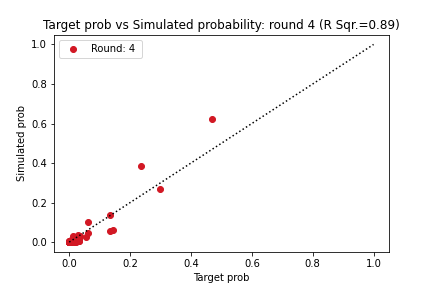 Target prob vs Simulated probability: round 4 (R Sqr.=0.89)
Round: 4
1.0
0.8
0.6
0.4
0.2
0.0
Simulated prob
0.0 0.2 0.4 0.6 0.8 1.0
Target prob